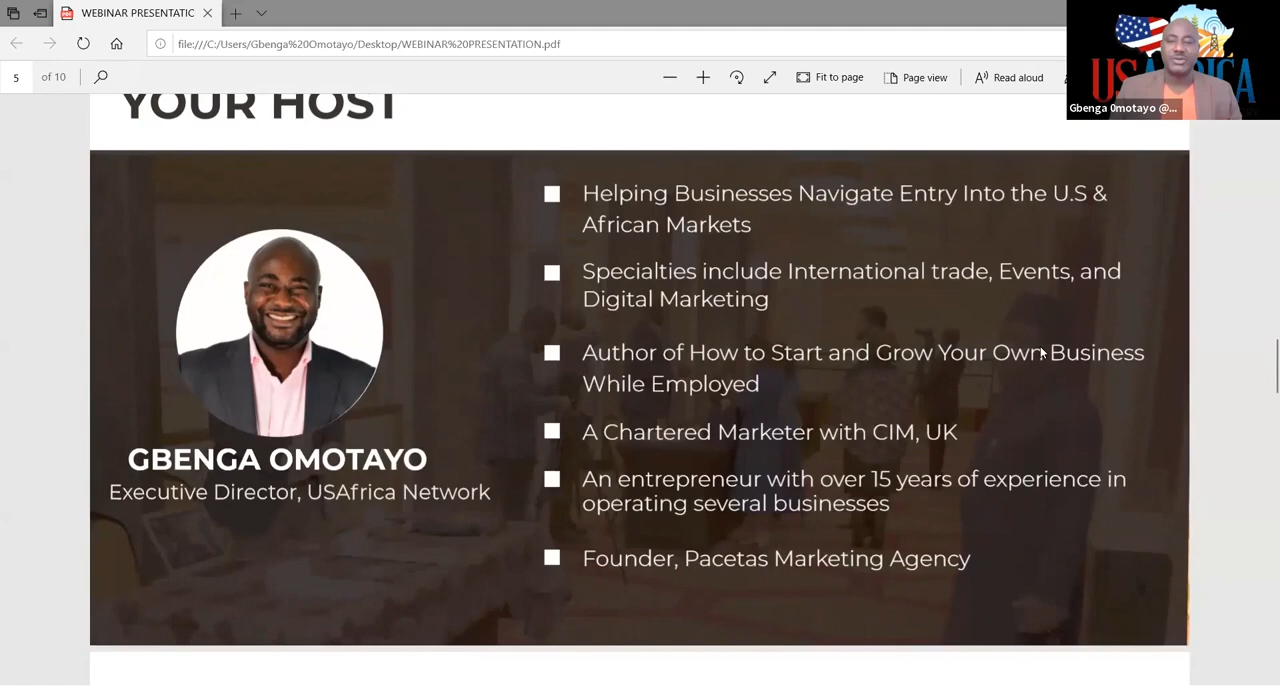 WEBINAR PRESENTATIC
file:///C:/Users/Gbenga%20Omotayo/Desktop/WEBINAR%20PRESENTATION.pdf
5 of 10
Fit to page
Page view
Read aloud
USAFRICA
Gbenga Omotayo @...
YOUR HOST
Helping Businesses Navigate Entry Into the U.S &
African Markets
Specialties include International trade, Events, and
Digital Marketing
Author of How to Start and Grow Your Own Business
While Employed
A Chartered Marketer with CIM, UK
An entrepreneur with over 15 years of experience in
operating several businesses
Founder, Pacetas Marketing Agency
GBENGA OMOTAYO
Executive Director, USAfrica Network